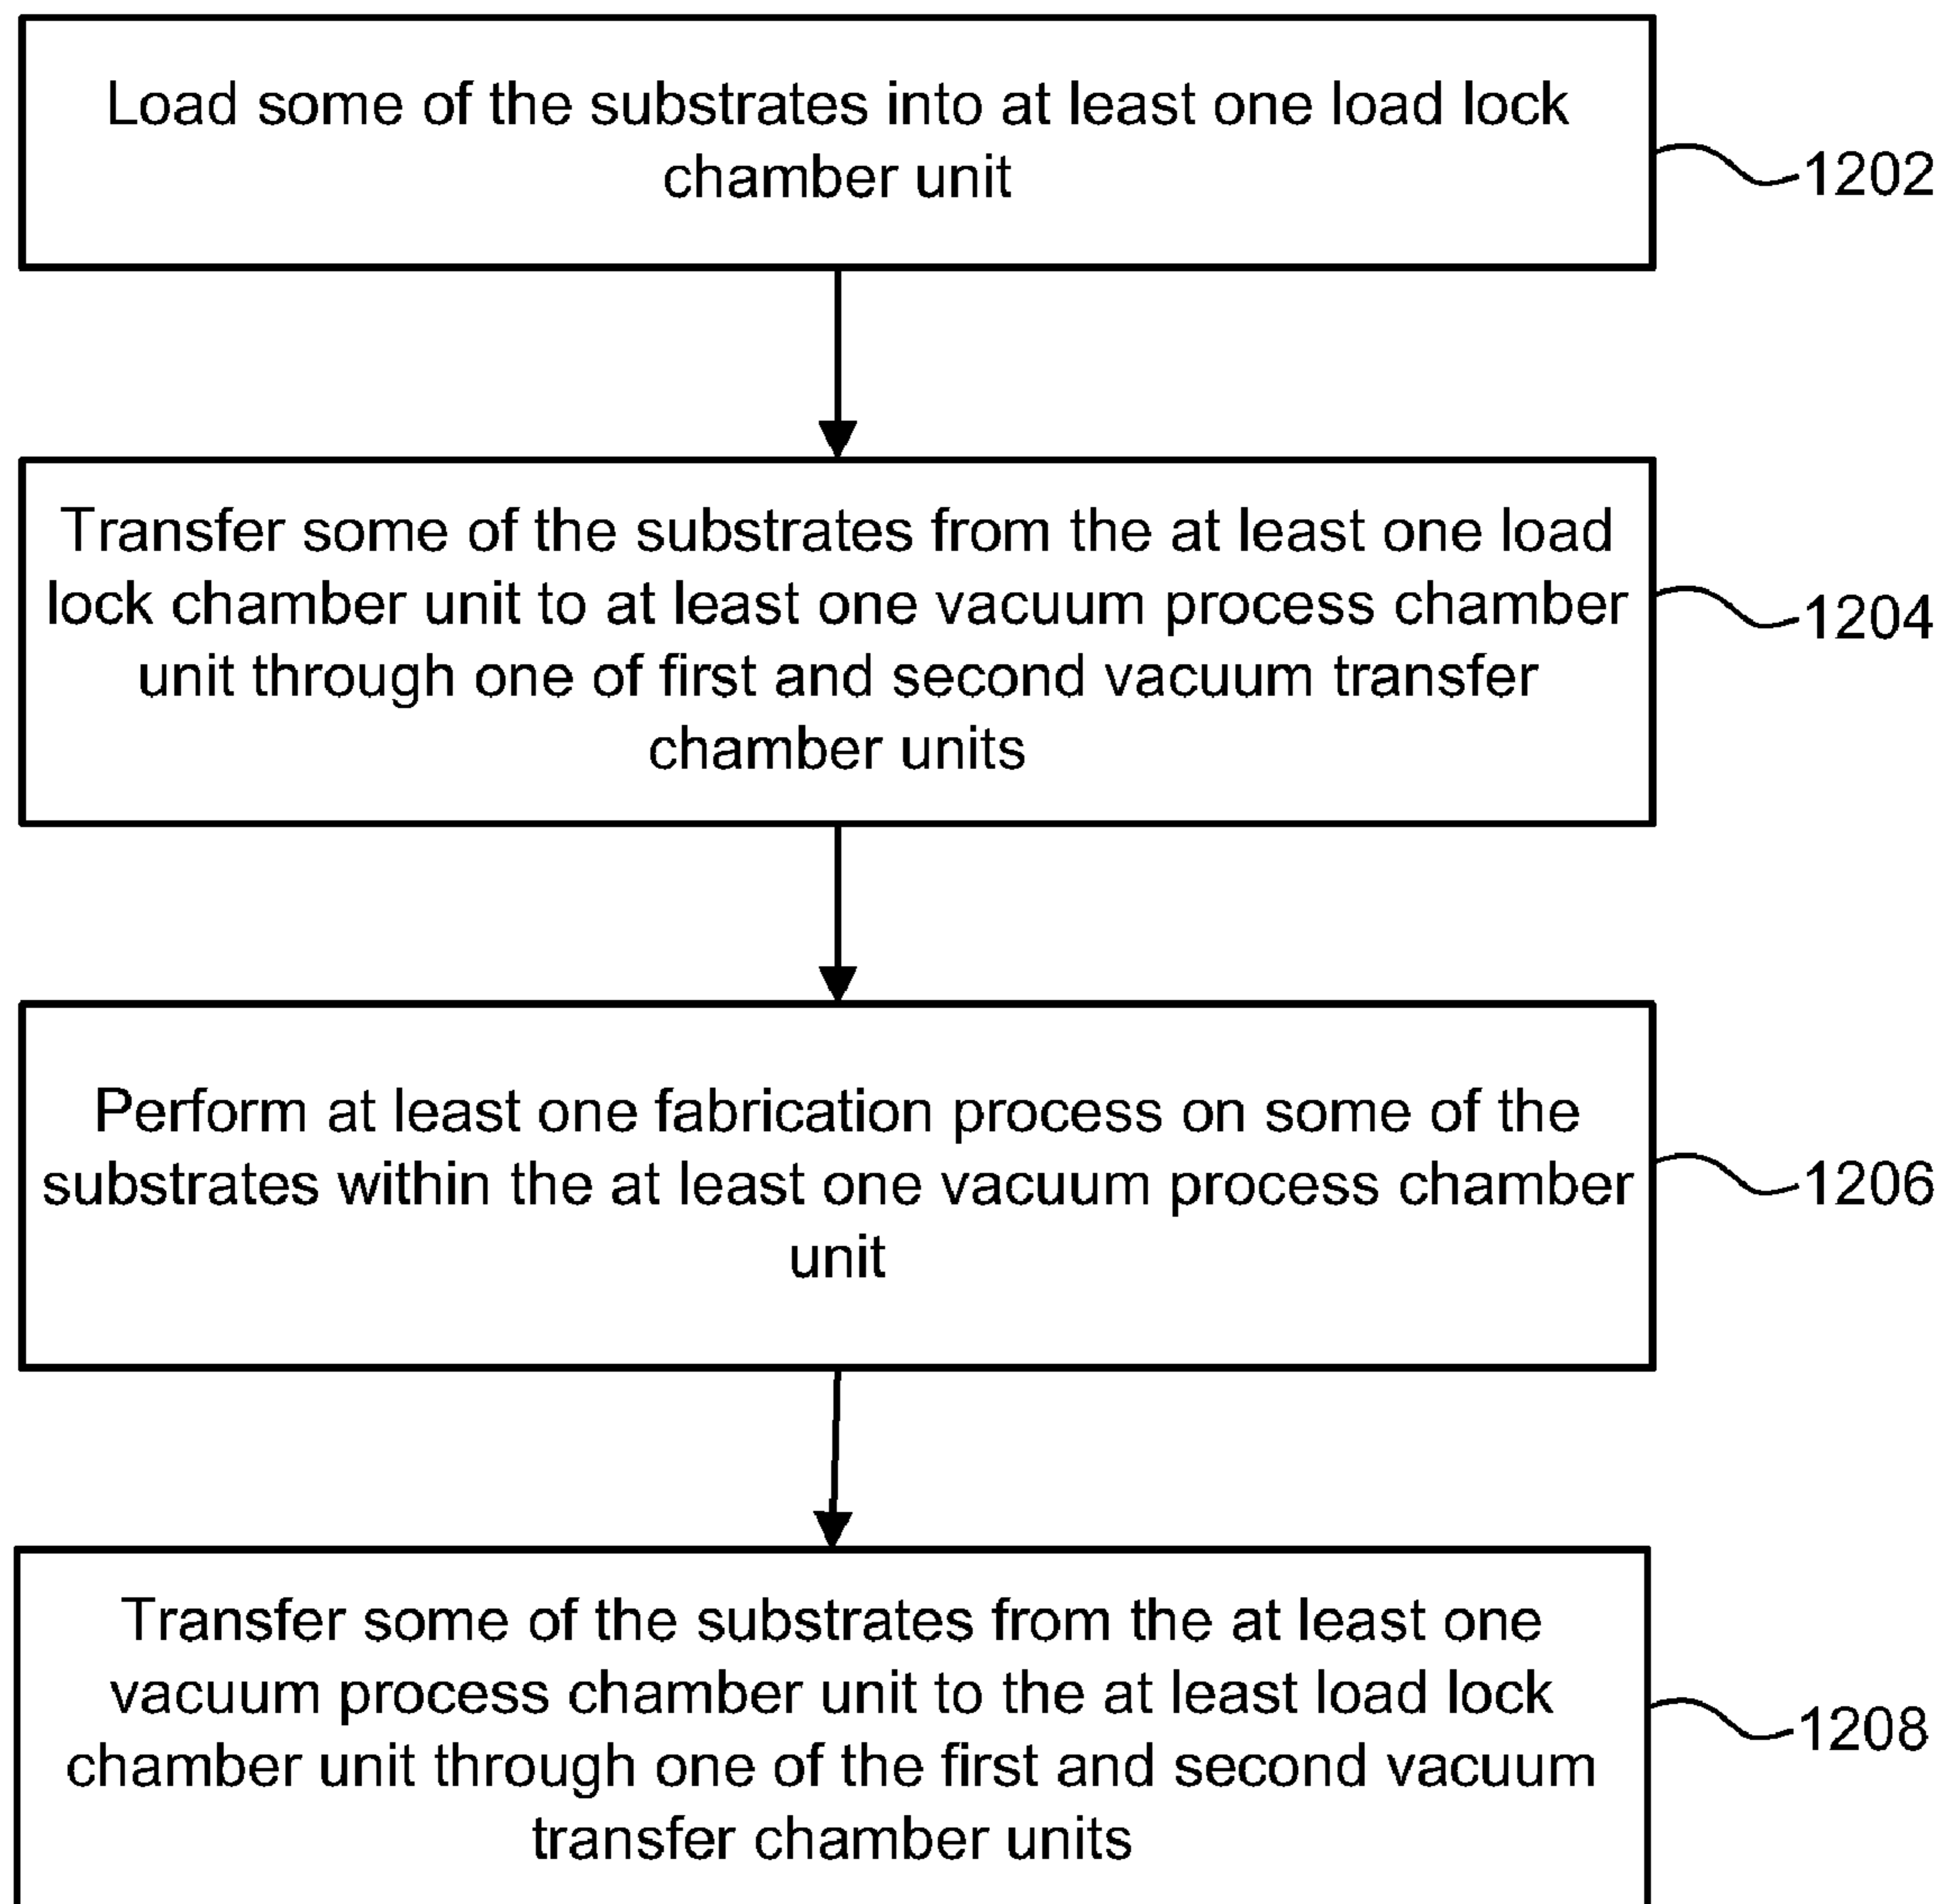 Load some of the substrates into at least one load lock
chamber unit
1202
Transfer some of the substrates from the at least one load
lock chamber unit to at least one vacuum process chamber
unit through one of first and second vacuum transfer
chamber units
1204
Perform at least one fabrication process on some of the
substrates within the at least one vacuum process chamber
unit
1206
Transfer some of the substrates from the at least one
vacuum process chamber unit to the at least load lock
chamber unit through one of the first and second vacuum
transfer chamber units
1208